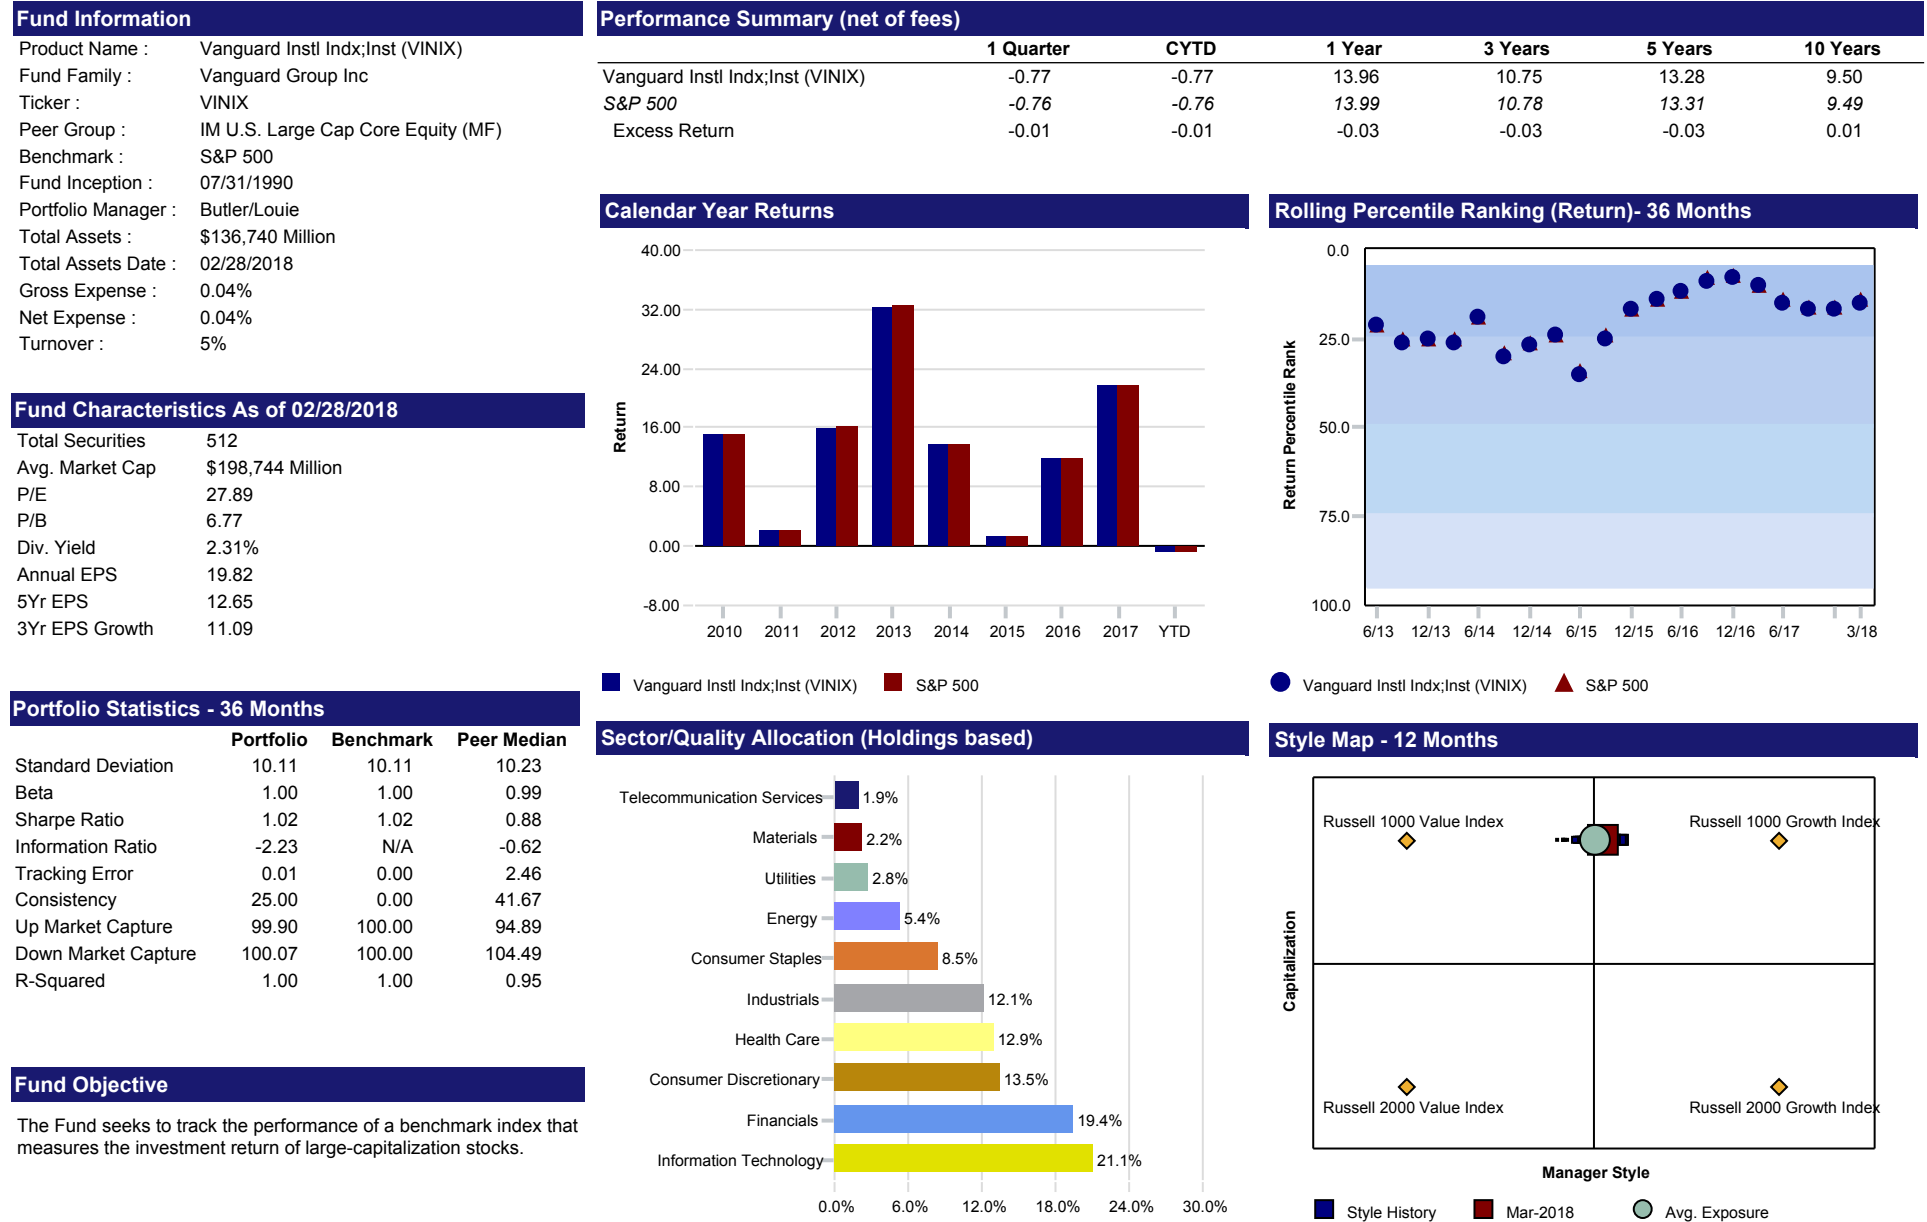 Fund Information
Product Name : Vanguard Instl Indx;Inst (VINIX)
Fund Family : Vanguard Group Inc
Ticker : VINIX
Peer Group : IM U.S. Large Cap Core Equity (MF)
Benchmark : S&P 500
Fund Inception : 07/31/1990
Portfolio Manager : Butler/Louie
Total Assets : $136,740 Million
Total Assets Date : 02/28/2018
Gross Expense : 0.04%
Net Expense : 0.04%
Turnover : 5%
Fund Characteristics As of 02/28/2018
Total Securities 512
Avg. Market Cap $198,744 Million
P/E 27.89
P/B 6.77
Div. Yield 2.31%
Annual EPS 19.82
5Yr EPS 12.65
3Yr EPS Growth 11.09
Portfolio Statistics - 36 Months
Portfolio Benchmark Peer Median
Standard Deviation 10.11 10.11 10.23
Beta 1.00 1.00 0.99
Sharpe Ratio 1.02 1.02 0.88
Information Ratio -2.23 N/A -0.62
Tracking Error 0.01 0.00 2.46
Consistency 25.00 0.00 41.67
Up Market Capture 99.90 100.00 94.89
Down Market Capture 100.07 100.00 104.49
R-Squared 1.00 1.00 0.95
Fund Objective
The Fund seeks to track the performance of a benchmark index that
measures the investment return of large-capitalization stocks.
Performance Summary (net of fees)
1 Quarter CYTD 1 Year 3 Years 5 Years 10 Years
Vanguard Instl Indx;Inst (VINIX) -0.77 -0.77 13.96 10.75 13.28 9.50
S&P 500 -0.76 -0.76 13.99 10.78 13.31 9.49
Excess Return -0.01 -0.01 -0.03 -0.03 -0.03 0.01
Calendar Year Returns
40.00
32.00
24.00
16.00
8.00
0.00
-8.00
Return
2010 2011 2012 2013 2014 2015 2016 2017 YTD
Vanguard Instl Indx;Inst (VINIX) S&P 500
Rolling Percentile Ranking (Return)- 36 Months
0.0
25.0
50.0
75.0
100.0
Return Percentile Rank
6/13 12/13 6/14 12/14 6/15 12/15 6/16 12/16 6/17 3/18
Vanguard Instl Indx;Inst (VINIX) S&P 500
Sector/Quality Allocation (Holdings based)
Telecommunication Services 1.9%
Materials 2.2%
Utilities 2.8%
Energy 5.4%
Consumer Staples 8.5%
Industrials 12.1%
Health Care 12.9%
Consumer Discretionary 13.5%
Financials 19.4%
Information Technology 21.1%
0.0% 6.0% 12.0% 18.0% 24.0% 30.0%
Style Map - 12 Months
Russell 1000 Value Index Russell 1000 Growth Index
Capitalization
Russell 2000 Value Index Russell 2000 Growth Index
Manager Style
Style History Mar-2018 Avg. Exposure